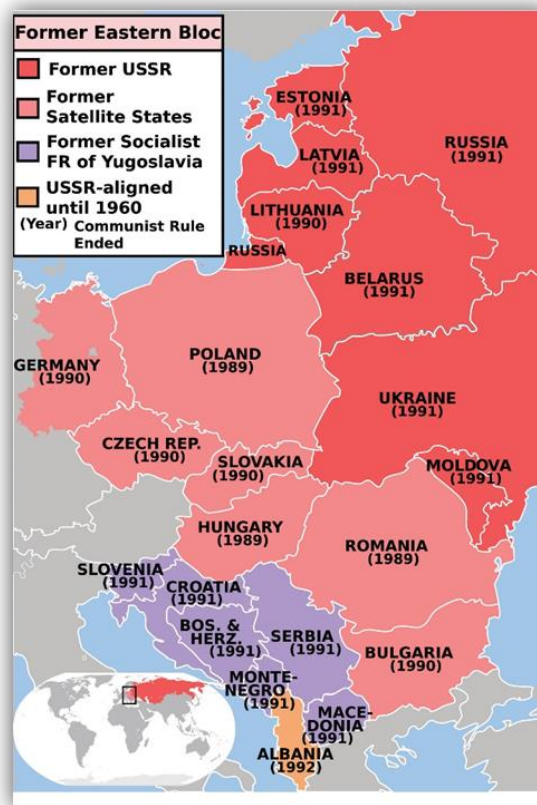 Former Eastern Bloc
Former USSR
Former
Satellite States
Former Socialist
FR of Yugoslavia
USSR-aligned
until 1960
(Year) Communist Rule
Ended
ESTONIA
(1991)
LATVIA
(1991)
RUSSIA
(1991)
LITHUANIA
(1990)
RUSSIA
BELARUS
(1991)
POLAND
(1989)
GERMANY
(1990)
UKRAINE
(1991)
CZECH REP.
(1990)
SLOVAKIA
(1990)
MOLDOVA
(1991)
HUNGARY
(1989)
ROMANIA
(1989)
SLOVENIA
(1991)
CROATIA
(1991)
BOS. &
HERZ.
(1991)
SERBIA
(1991)
BULGARIA
(1990)
MONTE-
NEGRO
(1991)
MACE-
DONIA
(1991)
ALBANIA
(1992)